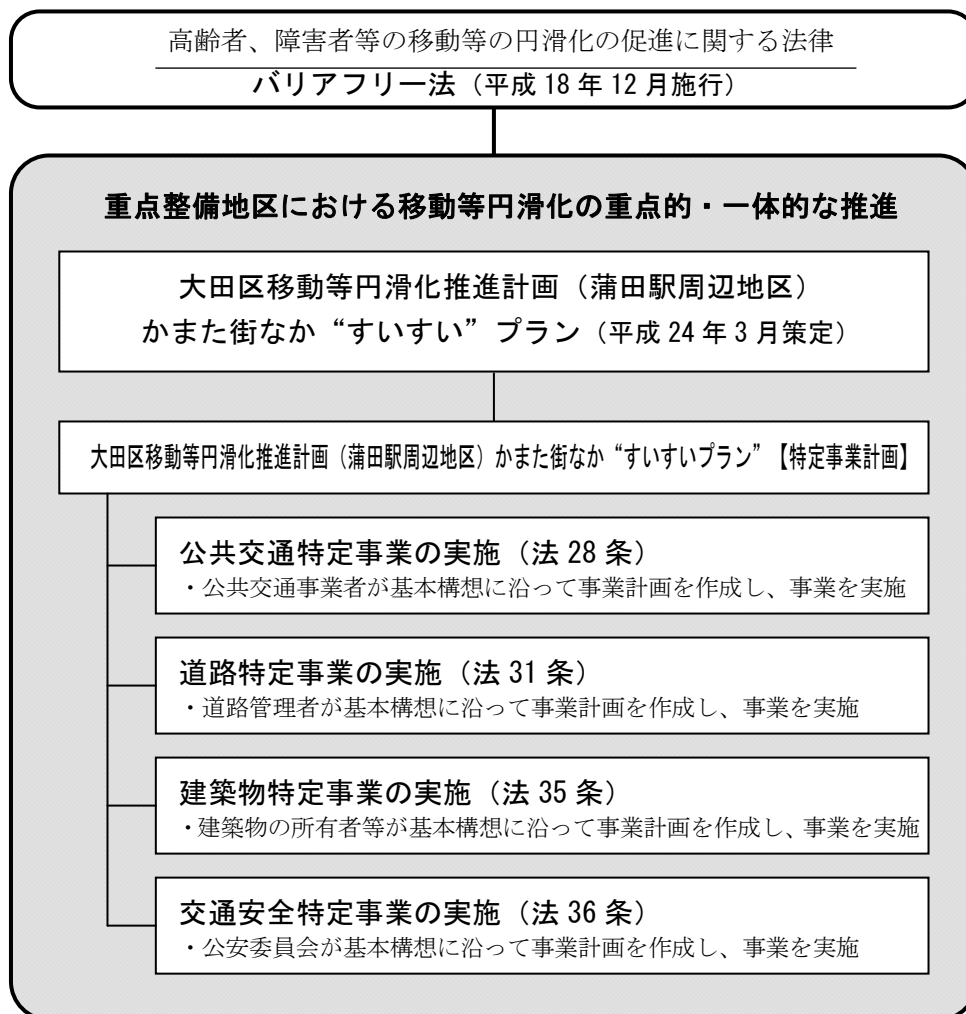 高齢者、障害者等の移動等の円滑化の促進に関する法律
バリアフリー法（平成 18 年 12 月施行）
重点整備地区における移動等円滑化の重点的・一体的な推進
大田区移動等円滑化推進計画（蒲田駅周辺地区）
かまた街なか“すいすい”プラン（平成 24 年 3 月策定）
大田区移動等円滑化推進計画（蒲田駅周辺地区）かまた街なか“すいすいプラン”【特定事業計画】
公共交通特定事業の実施（法 28 条）
・公共交通事業者が基本構想に沿って事業計画を作成し、事業を実施
道路特定事業の実施（法 31 条）
・道路管理者が基本構想に沿って事業計画を作成し、事業を実施
建築物特定事業の実施（法 35 条）
・建築物の所有者等が基本構想に沿って事業計画を作成し、事業を実施
交通安全特定事業の実施（法 36 条）
・公安委員会が基本構想に沿って事業計画を作成し、事業を実施